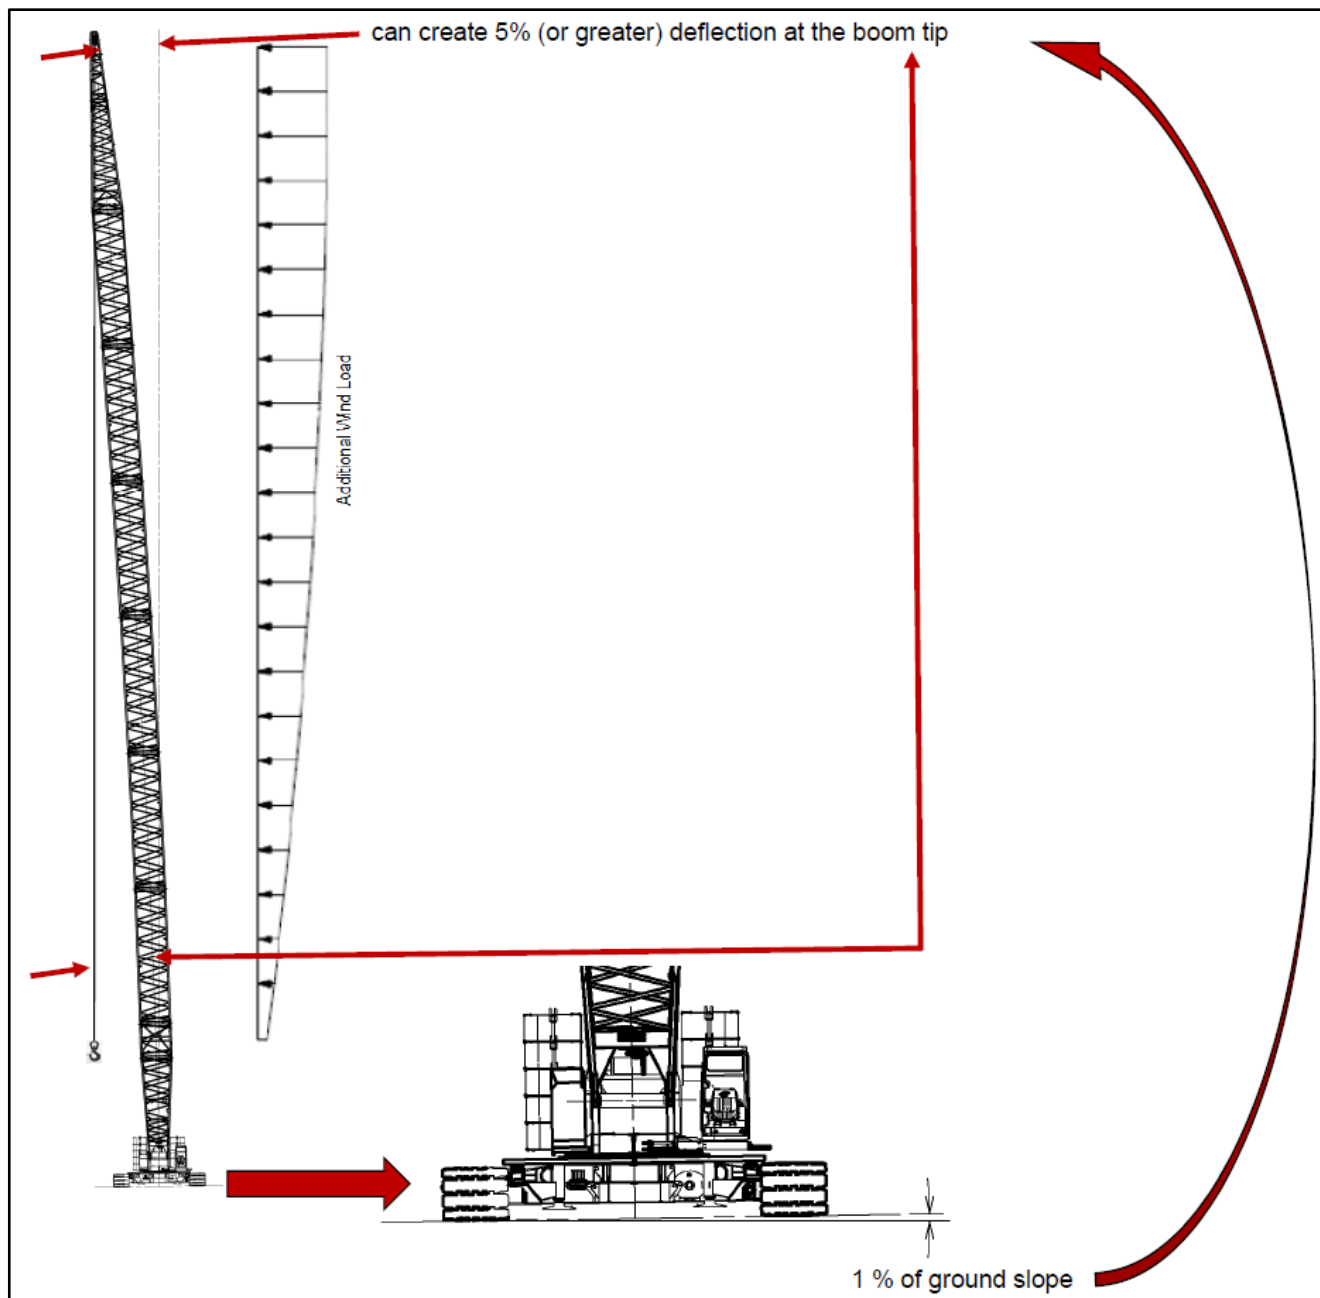 can create 5% (or greater) deflection at the boom tip
Additional Wind Load
1 % of ground slope